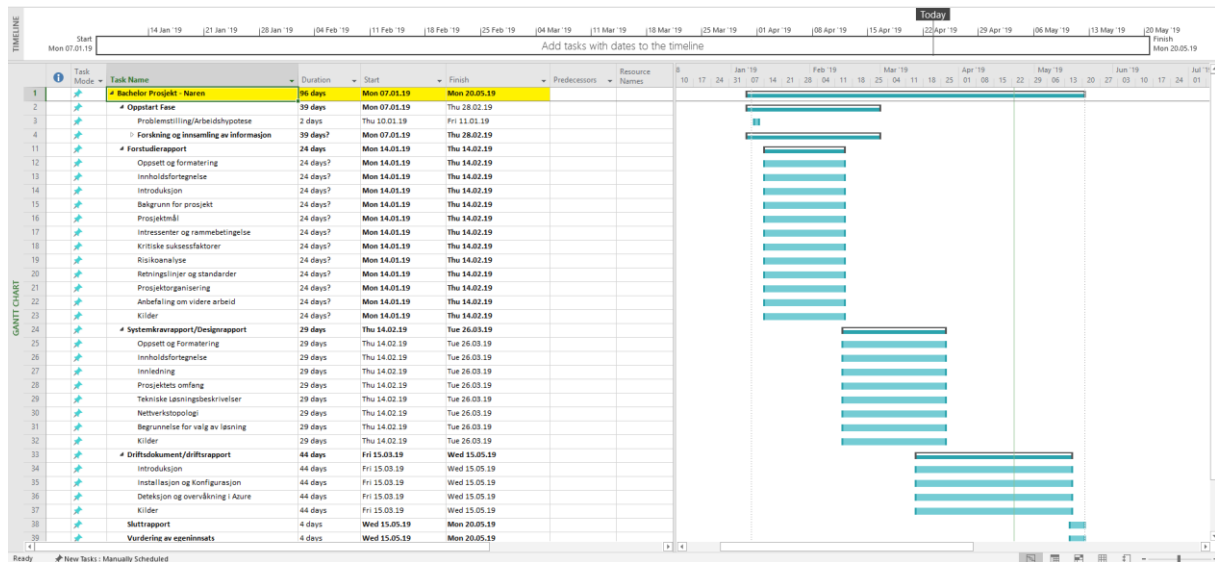 Today
14 Jan '19 21 Jan '19 28 Jan '19 04 Feb '19 11 Feb '19 18 Feb '19 25 Feb '19 04 Mar '19 11 Mar '19 18 Mar '19 25 Mar '19 01 Apr '19 08 Apr '19 15 Apr '19 22 Apr '19 29 Apr '19 06 May '19 13 May '19 20 May '19
TIMELINE
Start
Mon 07.01.19
Add tasks with dates to the timeline
Finish
Mon 20.05.19
GANTT CHART
Task Mode Task Name Duration Start Finish Predecessors Resource Names
8 Jan '19 Feb '19 Mar '19 Apr '19 May '19 Jun '19 Jul '1
10 17 24 31 07 14 21 28 04 11 18 25 04 11 18 25 01 08 15 22 29 06 13 20 27 03 10 17 24 01
1 Bachelor Prosjekt - Naren 96 days Mon 07.01.19 Mon 20.05.19
2 Oppstart Fase 39 days Mon 07.01.19 Thu 28.02.19
3 Problemstilling/Arbeidshypotese 2 days Thu 10.01.19 Fri 11.01.19
4 Forskning og innsamling av informasjon 39 days? Mon 07.01.19 Thu 28.02.19
11 Forstudierapport 24 days Mon 14.01.19 Thu 14.02.19
12 Oppsett og formatering 24 days? Mon 14.01.19 Thu 14.02.19
13 Innholdsfortegnelse 24 days? Mon 14.01.19 Thu 14.02.19
14 Introduksjon 24 days? Mon 14.01.19 Thu 14.02.19
15 Bakgrunn for prosjekt 24 days? Mon 14.01.19 Thu 14.02.19
16 Prosjektmål 24 days? Mon 14.01.19 Thu 14.02.19
17 Intressenter og rammebetingelse 24 days? Mon 14.01.19 Thu 14.02.19
18 Kritiske suksessfaktorer 24 days? Mon 14.01.19 Thu 14.02.19
19 Risikoanalyse 24 days? Mon 14.01.19 Thu 14.02.19
20 Retningslinjer og standarder 24 days? Mon 14.01.19 Thu 14.02.19
21 Prosjektorganisering 24 days? Mon 14.01.19 Thu 14.02.19
22 Anbefaling om videre arbeid 24 days? Mon 14.01.19 Thu 14.02.19
23 Kilder 24 days? Mon 14.01.19 Thu 14.02.19
24 Systemkravrapport/Designrapport 29 days Thu 14.02.19 Tue 26.03.19
25 Oppsett og Formatering 29 days Thu 14.02.19 Tue 26.03.19
26 Innholdsfortegnelse 29 days Thu 14.02.19 Tue 26.03.19
27 Innledning 29 days Thu 14.02.19 Tue 26.03.19
28 Prosjektets omfang 29 days Thu 14.02.19 Tue 26.03.19
29 Tekniske Løsningsbeskrivelser 29 days Thu 14.02.19 Tue 26.03.19
30 Nettverkstopologi 29 days Thu 14.02.19 Tue 26.03.19
31 Begrunnelse for valg av løsning 29 days Thu 14.02.19 Tue 26.03.19
32 Kilder 29 days Thu 14.02.19 Tue 26.03.19
33 Driftsdokument/driftsrapport 44 days Fri 15.03.19 Wed 15.05.19
34 Introduksjon 44 days Fri 15.03.19 Wed 15.05.19
35 Installasjon og Konfigurasjon 44 days Fri 15.03.19 Wed 15.05.19
36 Deteksjon og overvåkning i Azure 44 days Fri 15.03.19 Wed 15.05.19
37 Kilder 44 days Fri 15.03.19 Wed 15.05.19
38 Sluttrapport 4 days Wed 15.05.19 Mon 20.05.19
39 Vurdering av egeninnsats 4 days Wed 15.05.19 Mon 20.05.19
Ready New Tasks : Manually Scheduled